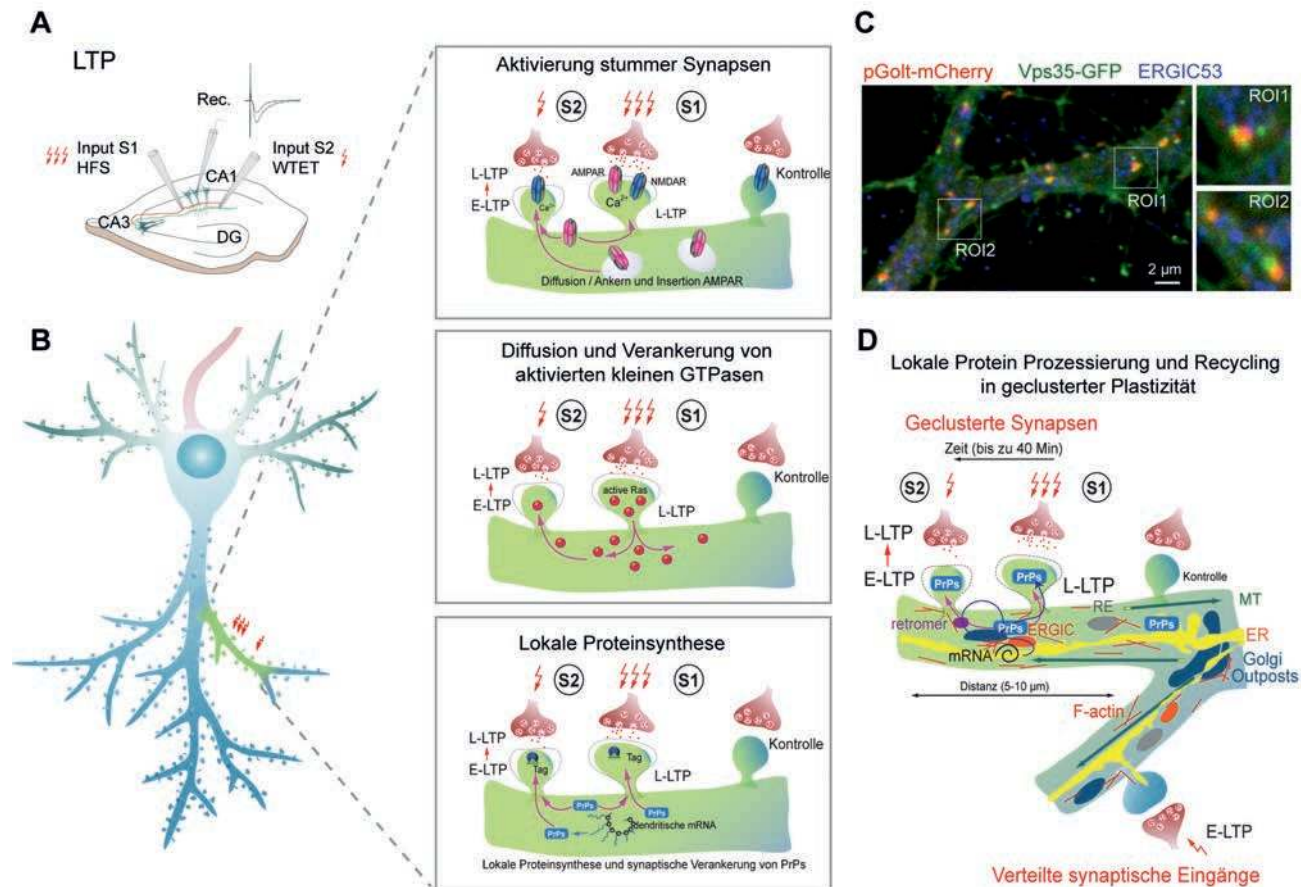 A
LTP
Rec.
Input S1
HFS
Input S2
WTET
CA1
CA3
DG
B
Aktivierung stummer Synapsen
S2
S1
L-LTP
E-LTP
AMPAR
NMDAR
Kontrolle
Ca2+
Ca2+
L-LTP
Diffusion / Ankern und Insertion AMPAR
Diffusion und Verankerung von
aktivierten kleinen GTPasen
S2
S1
L-LTP
E-LTP
active Ras
L-LTP
Kontrolle
Lokale Proteinsynthese
S2
S1
L-LTP
E-LTP
Tag
Tag
L-LTP
Kontrolle
PrPs
PrPs
PrPs
dendritische mRNA
Lokale Proteinsynthese und synaptische Verankerung von PrPs
C
pGolt-mCherry Vps35-GFP ERGIC53
ROI1
ROI2
2 µm
ROI1
ROI2
D
Lokale Protein Prozessierung und Recycling
in geclusterter Plastizität
Geclusterte Synapsen
Zeit (bis zu 40 Min)
S2
S1
L-LTP
E-LTP
PrPs
PrPs
L-LTP
Kontrolle
RE
MT
retromer
PrPs
ERGIC
PrPs
mRNA
ER
Golgi
Outposts
Distanz (5-10 µm)
F-actin
E-LTP
Verteilte synaptische Eingänge